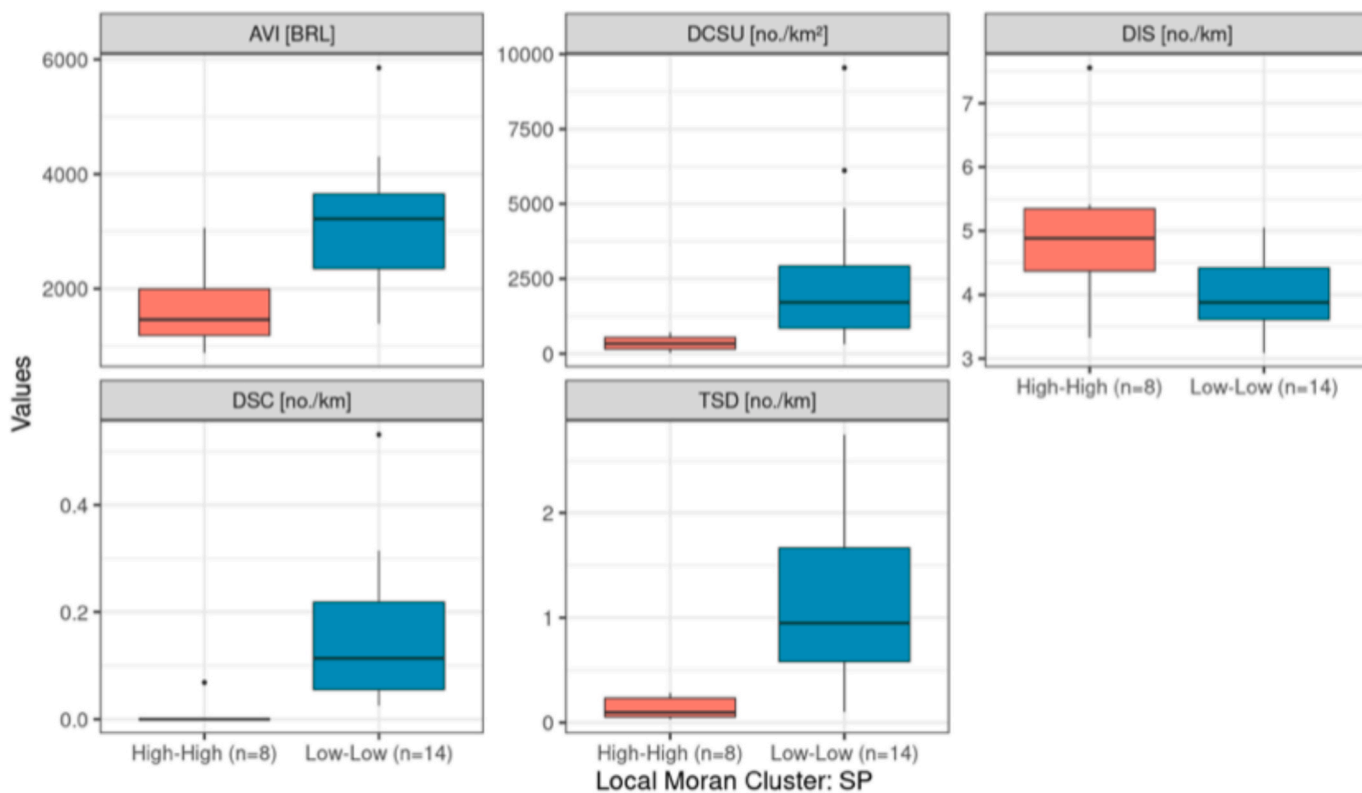 AVI [BRL]
DCSU [no./km²]
DIS [no./km]
6000
4000
2000
10000
7500
5000
2500
0
7
6
5
4
3
High-High (n=8)
Low-Low (n=14)
Values
DSC [no./km]
TSD [no./km]
0.4
0.2
0.0
2
1
0
High-High (n=8)
Low-Low (n=14)
High-High (n=8)
Low-Low (n=14)
Local Moran Cluster: SP